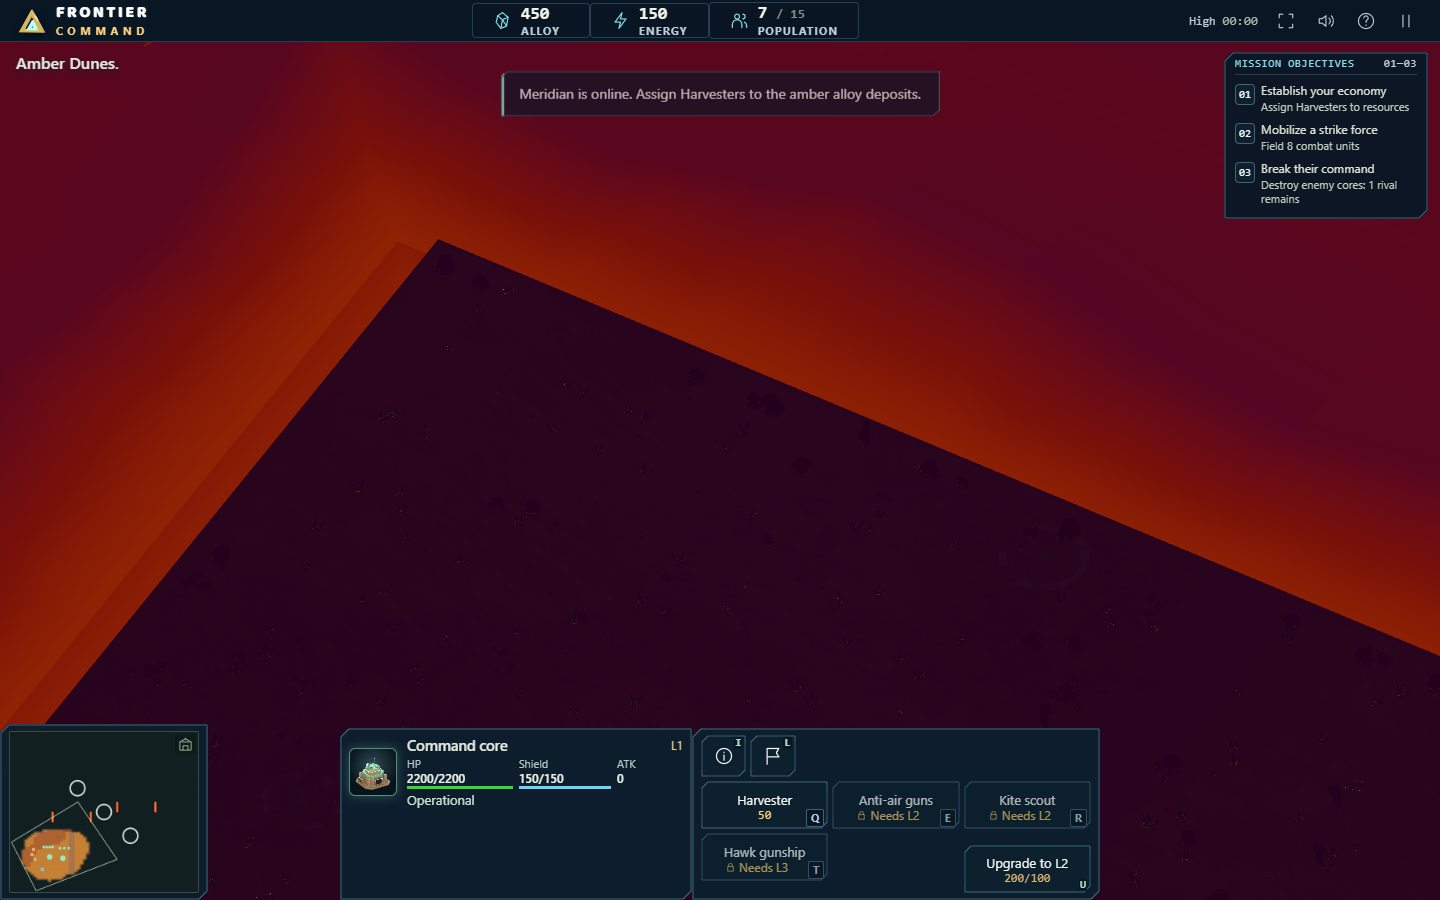 FRONTIER
COMMAND
450
ALLOY
150
ENERGY
7 / 15
POPULATION
High 00:00
Amber Dunes.
Meridian is online. Assign Harvesters to the amber alloy deposits.
MISSION OBJECTIVES 01—03
01 Establish your economy
Assign Harvesters to resources
02 Mobilize a strike force
Field 8 combat units
03 Break their command
Destroy enemy cores: 1 rival
remains
Command core L1
HP Shield ATK
2200/2200 150/150 0
Operational
I L
Harvester
50 Q
Anti-air guns
Needs L2 E
Kite scout
Needs L2 R
Hawk gunship
Needs L3 T
Upgrade to L2
200/100 U